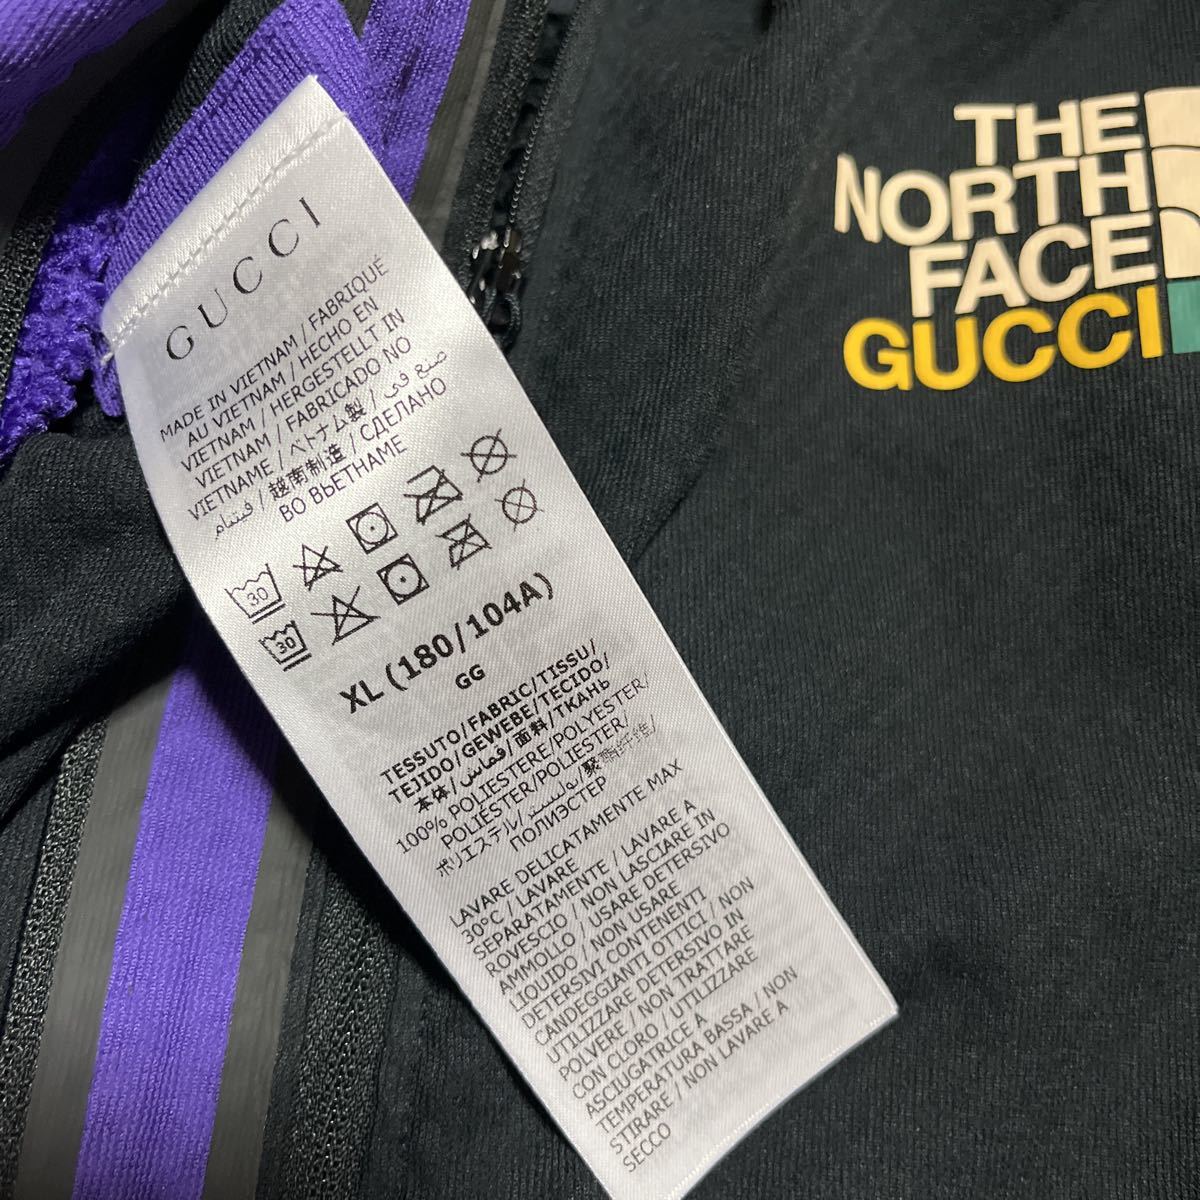 GUCCI
MADE IN VIETNAM / FABRIQUÉ
AU VIETNAM / HECHO EN
VIETNAM / HERGESTELLT IN
VIETNAM / FABRICADO NO
VIETNAME / ベトナム製 / صنع في
فيتنام / 越南制造 / СДЕЛАНО
ВО ВЬЕТНАМЕ
30
30
XL (180/104A)
GG
TESSUTO/FABRIC/TISSU/
TEJIDO/GEWEBE/TECIDO/
本体/قماش/面料/ТКАНЬ
100% POLIESTERE/POLYESTER/
POLIÉSTER/POLIESTER/
ポリエステル/بوليستر/聚酯纤维/
ПОЛИЭСТЕР
LAVARE DELICATAMENTE MAX
30°C / LAVARE
SEPARATAMENTE / LAVARE A
ROVESCIO / NON LASCIARE IN
AMMOLLO / USARE DETERSIVO
LIQUIDO / NON USARE
DETERSIVI CONTENENTI
CANDEGGIANTI OTTICI / NON
UTILIZZARE DETERSIVO IN
POLVERE / NON TRATTARE
CON CLORO / UTILIZZARE
ASCIUGATRICE A
TEMPERATURA BASSA / NON
STIRARE / NON LAVARE A
SECCO
THE
NORTH
FACE
GUCCI